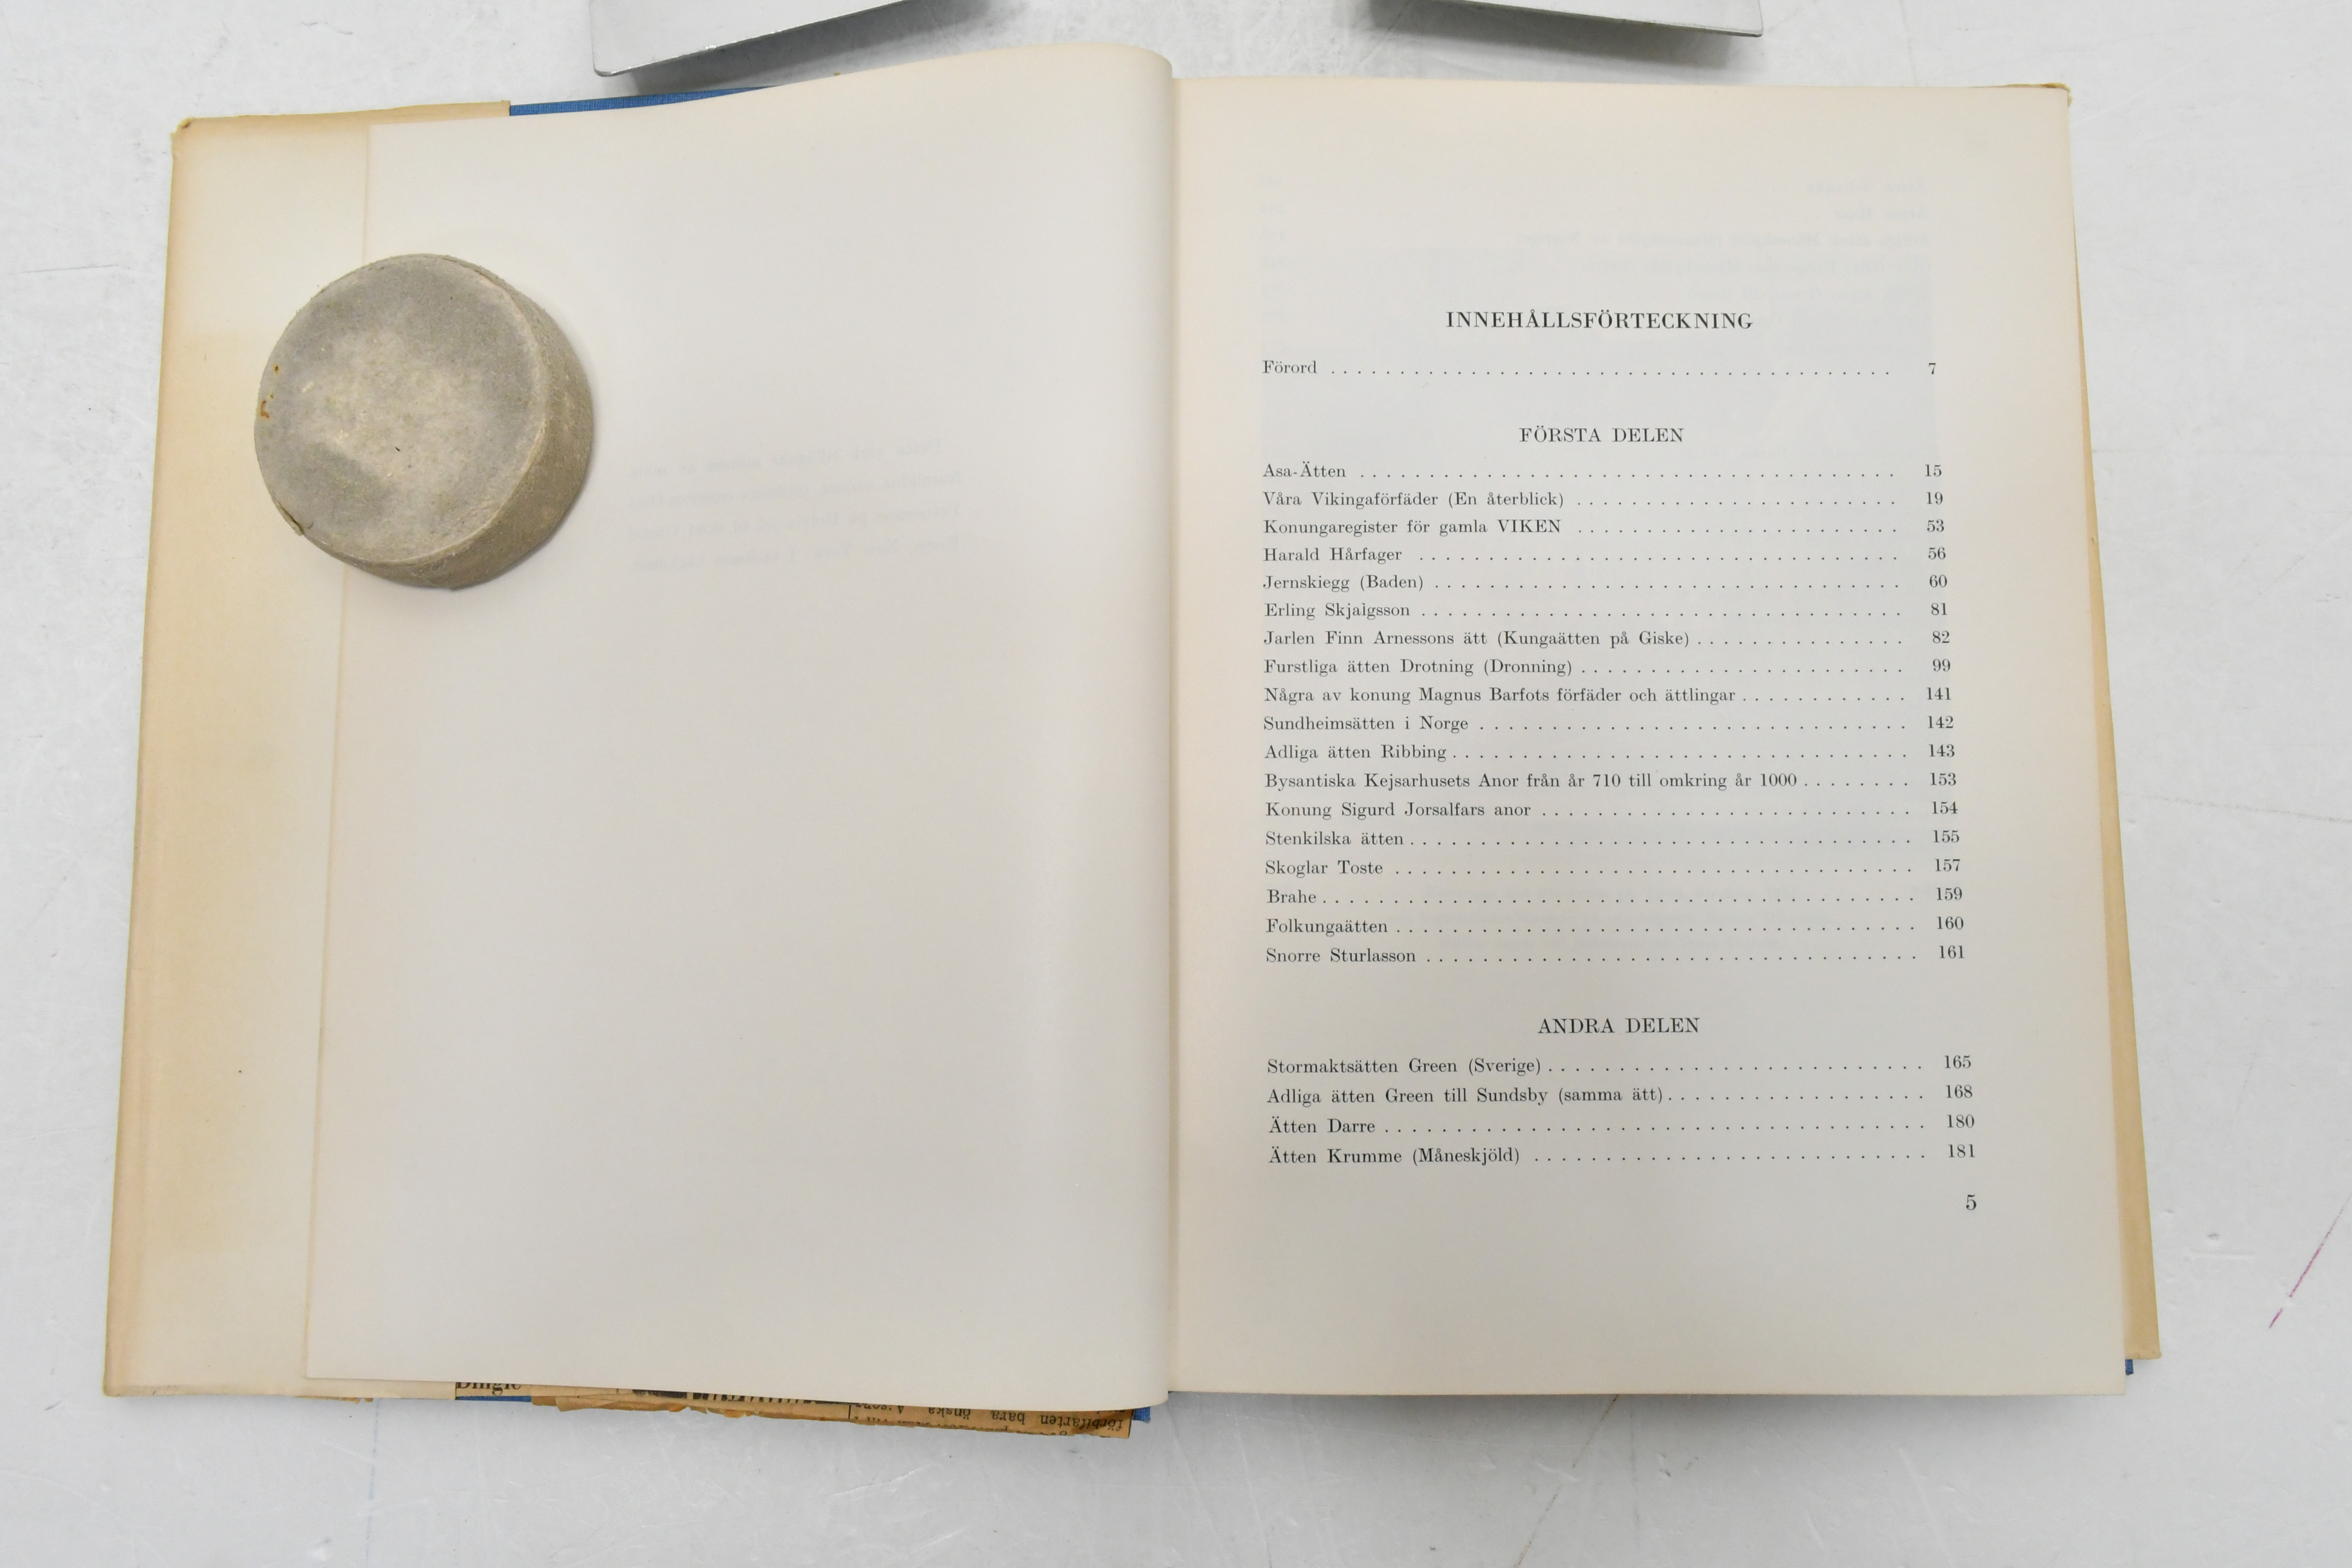 INNEHÅLLSFÖRTECKNING
Förord . . . . . . . . . . . . . . . . . . . . . . . . . . . . . . . . . . . . . . . . 7
FÖRSTA DELEN
Asa-Ätten . . . . . . . . . . . . . . . . . . . . . . . . . . . . . . . . . . . . . . 15
Våra Vikingaförfäder (En återblick) . . . . . . . . . . . . . . . . . . . . . . . 19
Konungaregister för gamla VIKEN . . . . . . . . . . . . . . . . . . . . . . . 53
Harald Hårfager . . . . . . . . . . . . . . . . . . . . . . . . . . . . . . . . . . 56
Jernskiegg (Baden) . . . . . . . . . . . . . . . . . . . . . . . . . . . . . . . . . 60
Erling Skjalgsson . . . . . . . . . . . . . . . . . . . . . . . . . . . . . . . . . . 81
Jarlen Finn Arnessons ätt (Kungaätten på Giske) . . . . . . . . . . . . . . . 82
Furstliga ätten Drotning (Dronning) . . . . . . . . . . . . . . . . . . . . . . . 99
Några av konung Magnus Barfots förfäder och ättlingar . . . . . . . . . . . . 141
Sundheimsätten i Norge . . . . . . . . . . . . . . . . . . . . . . . . . . . . . . 142
Adliga ätten Ribbing . . . . . . . . . . . . . . . . . . . . . . . . . . . . . . . . 143
Bysantiska Kejsarhusets Anor från år 710 till omkring år 1000 . . . . . . . . 153
Konung Sigurd Jorsalfars anor . . . . . . . . . . . . . . . . . . . . . . . . . . 154
Stenkilska ätten . . . . . . . . . . . . . . . . . . . . . . . . . . . . . . . . . . . 155
Skoglar Toste . . . . . . . . . . . . . . . . . . . . . . . . . . . . . . . . . . . . . 157
Brahe . . . . . . . . . . . . . . . . . . . . . . . . . . . . . . . . . . . . . . . . . . 159
Folkungaätten . . . . . . . . . . . . . . . . . . . . . . . . . . . . . . . . . . . . . 160
Snorre Sturlasson . . . . . . . . . . . . . . . . . . . . . . . . . . . . . . . . . . . 161
ANDRA DELEN
Stormaktsätten Green (Sverige) . . . . . . . . . . . . . . . . . . . . . . . . . . . 165
Adliga ätten Green till Sundsby (samma ätt) . . . . . . . . . . . . . . . . . . 168
Ätten Darre . . . . . . . . . . . . . . . . . . . . . . . . . . . . . . . . . . . . . . 180
Ätten Krumme (Måneskjöld) . . . . . . . . . . . . . . . . . . . . . . . . . . . . 181
5
förbifarten bara önska